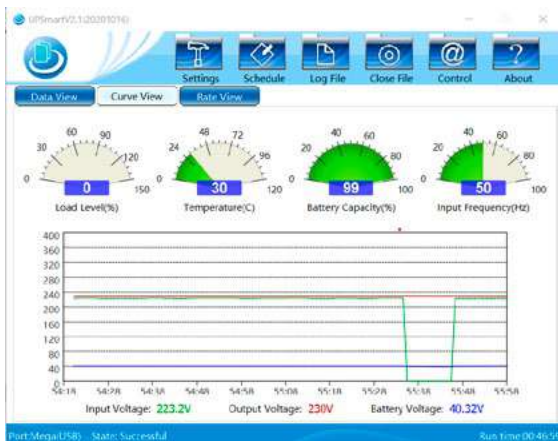 UPSmartV2.1(20201016)
Settings Schedule Log File Close File Control About
Data View Curve View Rate View
0 30 60 90 120 150
0 24 48 72 96 120
0 20 40 60 80 100
0 20 40 60 80 100
0 30 99 50
Load Level(%) Temperature(C) Battery Capacity(%) Input Frequency(Hz)
400
360
320
280
240
200
160
120
80
40
0
54:18 54:28 54:38 54:48 54:58 55:08 55:18 55:28 55:38 55:48 55:58
Input Voltage: 223.2V Output Voltage: 230V Battery Voltage: 40.32V
Port:Mega(USB) State: Successful Run time:00:46:5